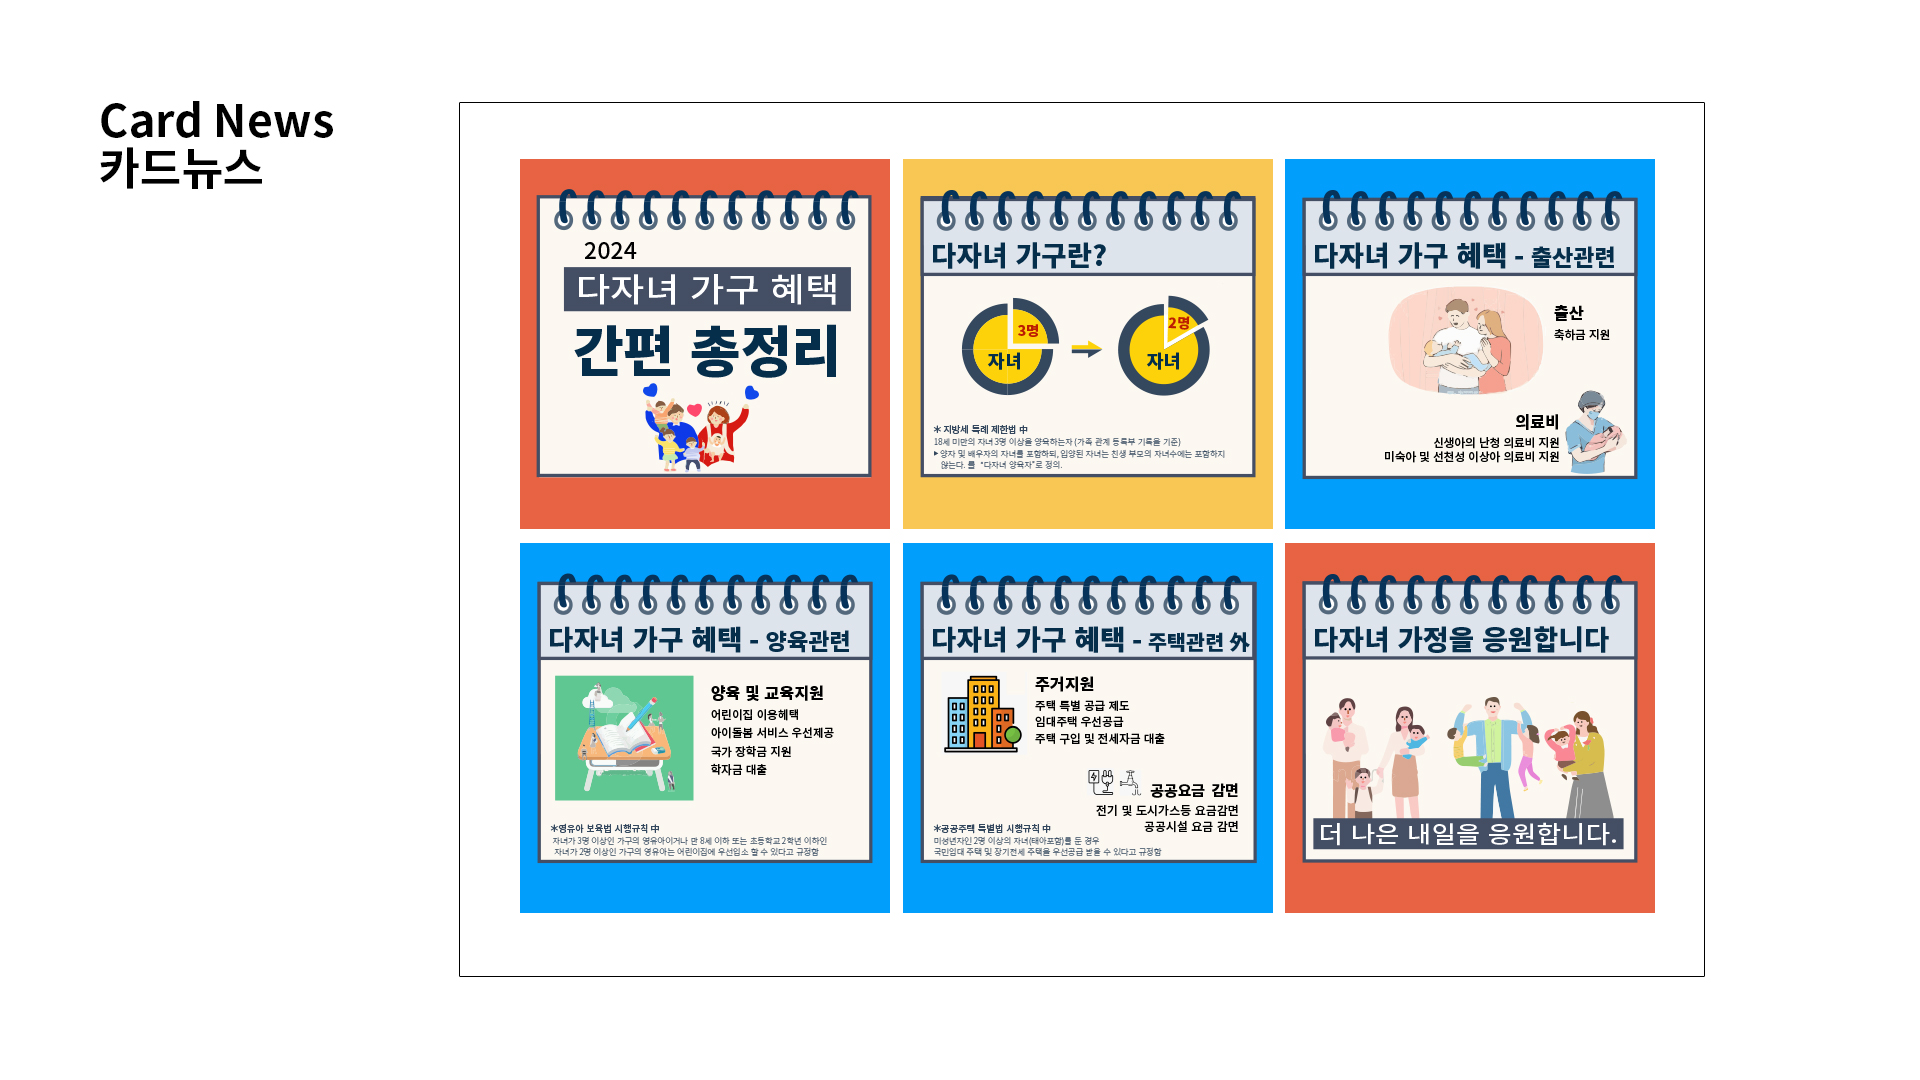 Card News
카드뉴스
2024
다자녀 가구 혜택
간편 총정리
다자녀 가구란?
3명
자녀
2명
자녀
* 지방세 특례 제한법 中
18세 미만의 자녀 3명 이상을 양육하는자 (가족 관계 등록부 기록을 기준)
▶ 양자 및 배우자의 자녀를 포함하되, 입양된 자녀는 친생 부모의 자녀수에는 포함하지
않는다. 를 "다자녀 양육자"로 정의.
다자녀 가구 혜택 - 출산관련
출산
축하금 지원
의료비
신생아의 난청 의료비 지원
미숙아 및 선천성 이상아 의료비 지원
다자녀 가구 혜택 - 양육관련
양육 및 교육지원
어린이집 이용혜택
아이돌봄 서비스 우선제공
국가 장학금 지원
학자금 대출
*영유아 보육법 시행규칙 中
자녀가 3명 이상인 가구의 영유아이거나 만 8세 이하 또는 초등학교 2학년 이하인
자녀가 2명 이상인 가구의 영유아는 어린이집에 우선입소 할 수 있다고 규정함
다자녀 가구 혜택 - 주택관련 外
주거지원
주택 특별 공급 제도
임대주택 우선공급
주택 구입 및 전세자금 대출
공공요금 감면
전기 및 도시가스등 요금감면
공공시설 요금 감면
*공공주택 특별법 시행규칙 中
미성년자인 2명 이상의 자녀(태아포함)를 둔 경우
국민임대 주택 및 장기전세 주택을 우선공급 받을 수 있다고 규정함
다자녀 가정을 응원합니다
더 나은 내일을 응원합니다.